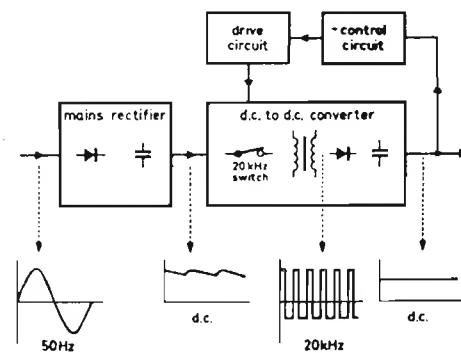 drive
circuit
control
circuit
mains rectifier
d.c. to d.c. converter
20kHz
switch
50Hz
d.c.
20kHz
d.c.